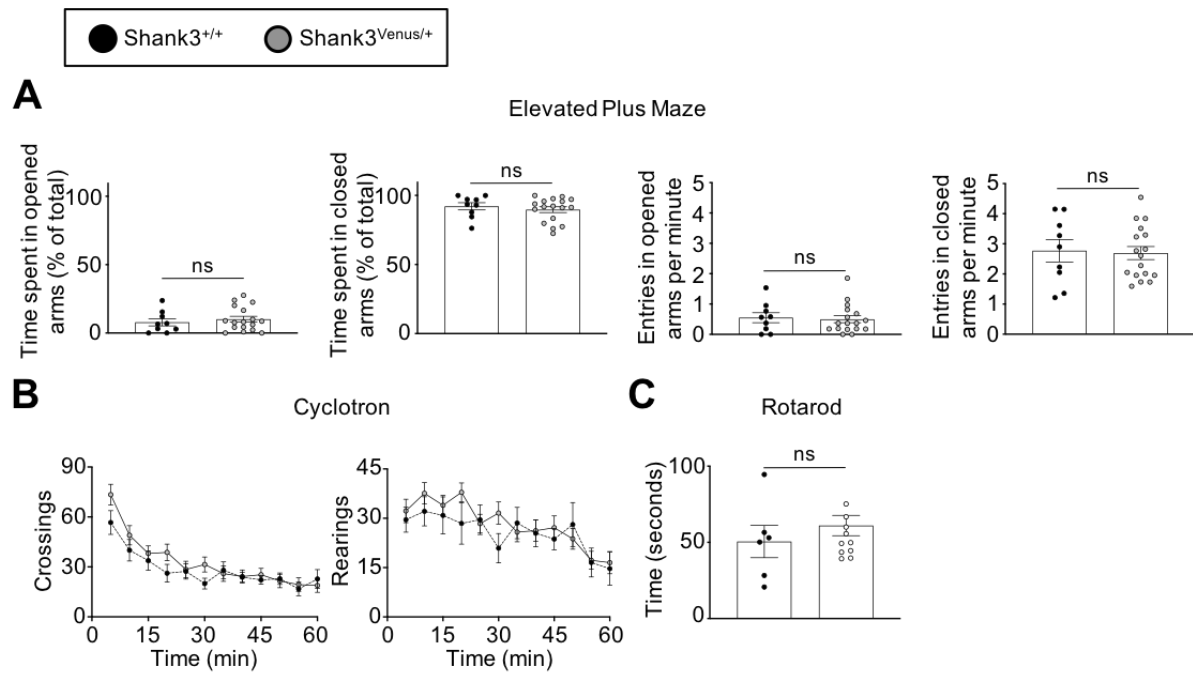 Shank3+/+ Shank3Venus/+
A
Elevated Plus Maze
Time spent in opened
arms (% of total)
100
50
0
ns
Time spent in closed
arms (% of total)
100
50
0
ns
Entries in opened
arms per minute
5
4
3
2
1
0
ns
Entries in closed
arms per minute
5
4
3
2
1
0
ns
B
Cyclotron
Crossings
90
60
30
0
0 15 30 45 60
Time (min)
Rearings
45
30
15
0
0 15 30 45 60
Time (min)
C
Rotarod
Time (seconds)
100
50
0
ns